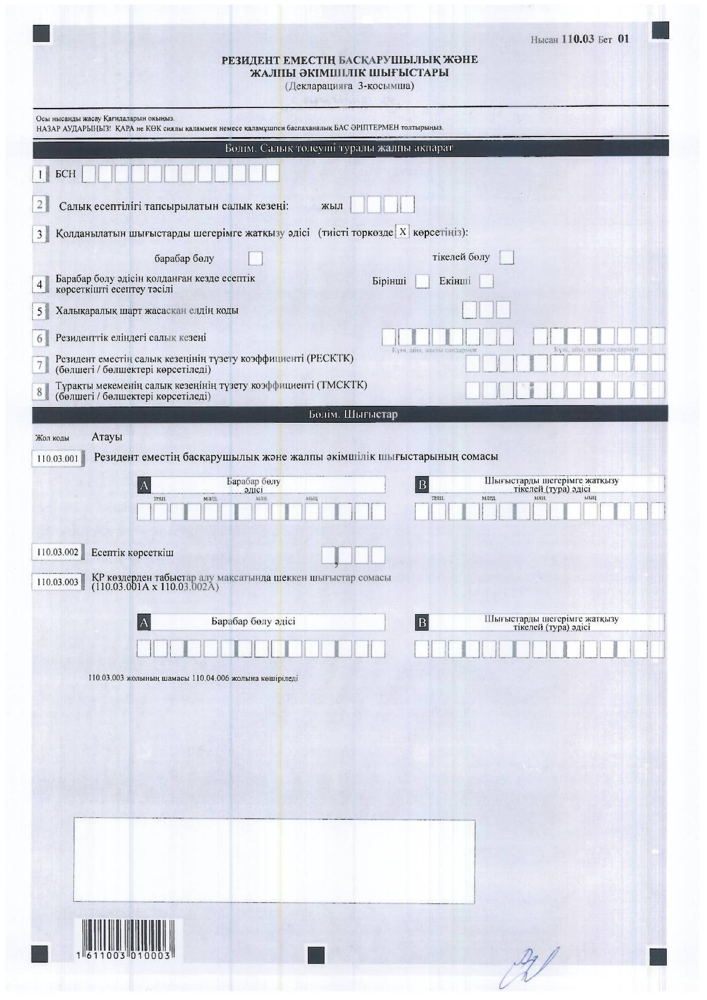 Нысан 110.03 Бет 01
РЕЗИДЕНТ ЕМЕСТІҢ БАСҚАРУШЫЛЫҚ ЖӘНЕ
ЖАЛПЫ ӘКІМШІЛІК ШЫҒЫСТАРЫ
(Декларацияға 3-қосымша)
Осы нысанды жасау Қағидаларын оқыңыз.
НАЗАР АУДАРЫҢЫЗ! ҚАРА не КӨК сиялы қаламмен немесе қаламұшпен баспаханалық БАС ӘРІПТЕРМЕН толтырыңыз.
Бөлім. Салық төлеуші туралы жалпы ақпарат
1 БСН
2 Салық есептілігі тапсырылатын салық кезеңі: жыл
3 Қолданылатын шығыстарды шегерімге жатқызу әдісі (тиісті торкөзде X көрсетіңіз):
барабар бөлу тікелей бөлу
4 Барабар бөлу әдісін қолданған кезде есептік
көрсеткішті есептеу тәсілі
Бірінші Екінші
5 Халықаралық шарт жасасқан елдің коды
6 Резиденттік еліндегі салық кезеңі
Күні, айы, жылы сандармен Күні, айы, жылы сандармен
7 Резидент еместің салық кезеңінің түзету коэффициенті (РЕСКТК)
(бөлшегі / бөлшектері көрсетіледі)
8 Тұрақты мекеменің салық кезеңінің түзету коэффициенті (ТМСКТК)
(бөлшегі / бөлшектері көрсетіледі)
Бөлім. Шығыстар
Жол коды Атауы
110.03.001 Резидент еместің басқарушылық және жалпы әкімшілік шығыстарының сомасы
A Барабар бөлу
әдісі
B Шығыстарды шегерімге жатқызу
тікелей (тура) әдісі
ТРЛН. МЛРД. МЛН. МЫҢ ТРЛН. МЛРД. МЛН. МЫҢ
110.03.002 Есептік көрсеткіш ,
110.03.003 ҚР көздерден табыстар алу мақсатында шеккен шығыстар сомасы
(110.03.001А х 110.03.002А)
A Барабар бөлу әдісі
B Шығыстарды шегерімге жатқызу
тікелей (тура) әдісі
110.03.003 жолының шамасы 110.04.006 жолына көшіріледі
1 611003 010003